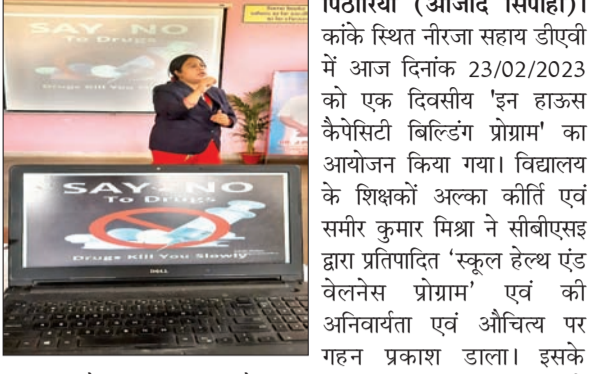 SAY NO
To Drugs
Drugs Kill You Slowly
SAY NO
To Drugs
Drugs Kill You Slowly
DELL
पिठोरिया (आजाद सिपाही)।
कांके स्थित नीरजा सहाय डीएवी
में आज दिनांक 23/02/2023
को एक दिवसीय 'इन हाऊस
कैपेसिटी बिल्डिंग प्रोग्राम' का
आयोजन किया गया। विद्यालय
के शिक्षकों अल्का कीर्ति एवं
समीर कुमार मिश्रा ने सीबीएसइ
द्वारा प्रतिपादित ‘स्कूल हेल्थ एंड
वेलनेस प्रोग्राम’ एवं की
अनिवार्यता एवं औचित्य पर
गहन प्रकाश डाला। इसके